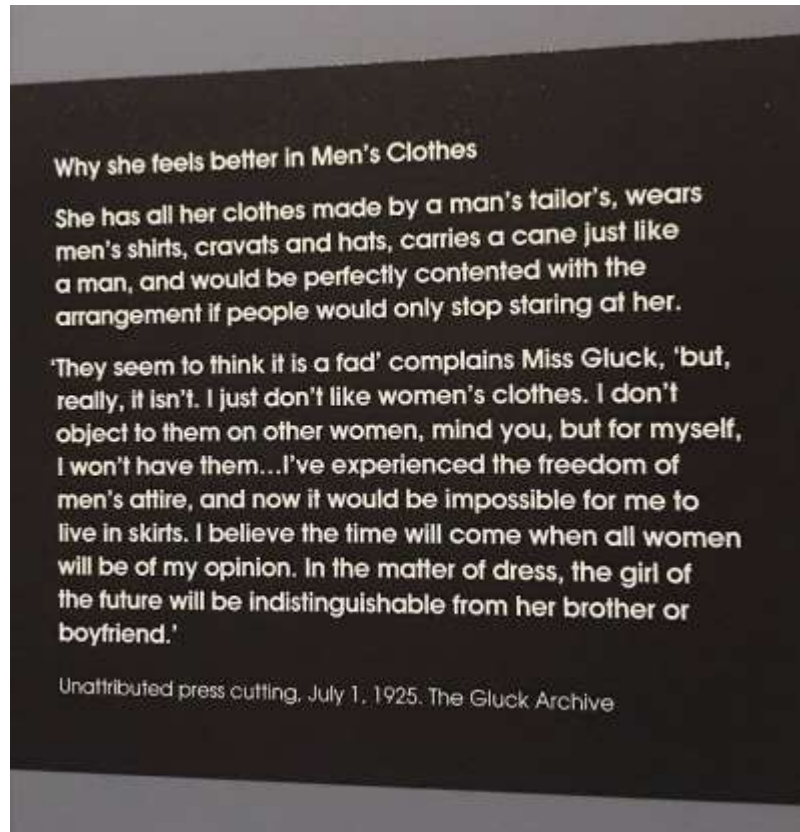 Why she feels better in Men's Clothes
She has all her clothes made by a man's tailor's, wears
men's shirts, cravats and hats, carries a cane just like
a man, and would be perfectly contented with the
arrangement if people would only stop staring at her.
'They seem to think it is a fad' complains Miss Gluck, 'but,
really, it isn't. I just don't like women's clothes. I don't
object to them on other women, mind you, but for myself,
I won't have them...I've experienced the freedom of
men's attire, and now it would be impossible for me to
live in skirts. I believe the time will come when all women
will be of my opinion. In the matter of dress, the girl of
the future will be indistinguishable from her brother or
boyfriend.'
Unattributed press cutting, July 1, 1925. The Gluck Archive